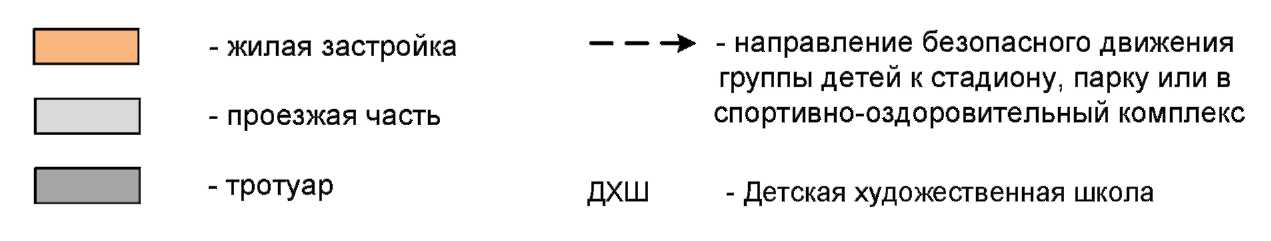 - жилая застройка
- проезжая часть
- тротуар
- направление безопасного движения
группы детей к стадиону, парку или в
спортивно-оздоровительный комплекс
ДХШ - Детская художественная школа